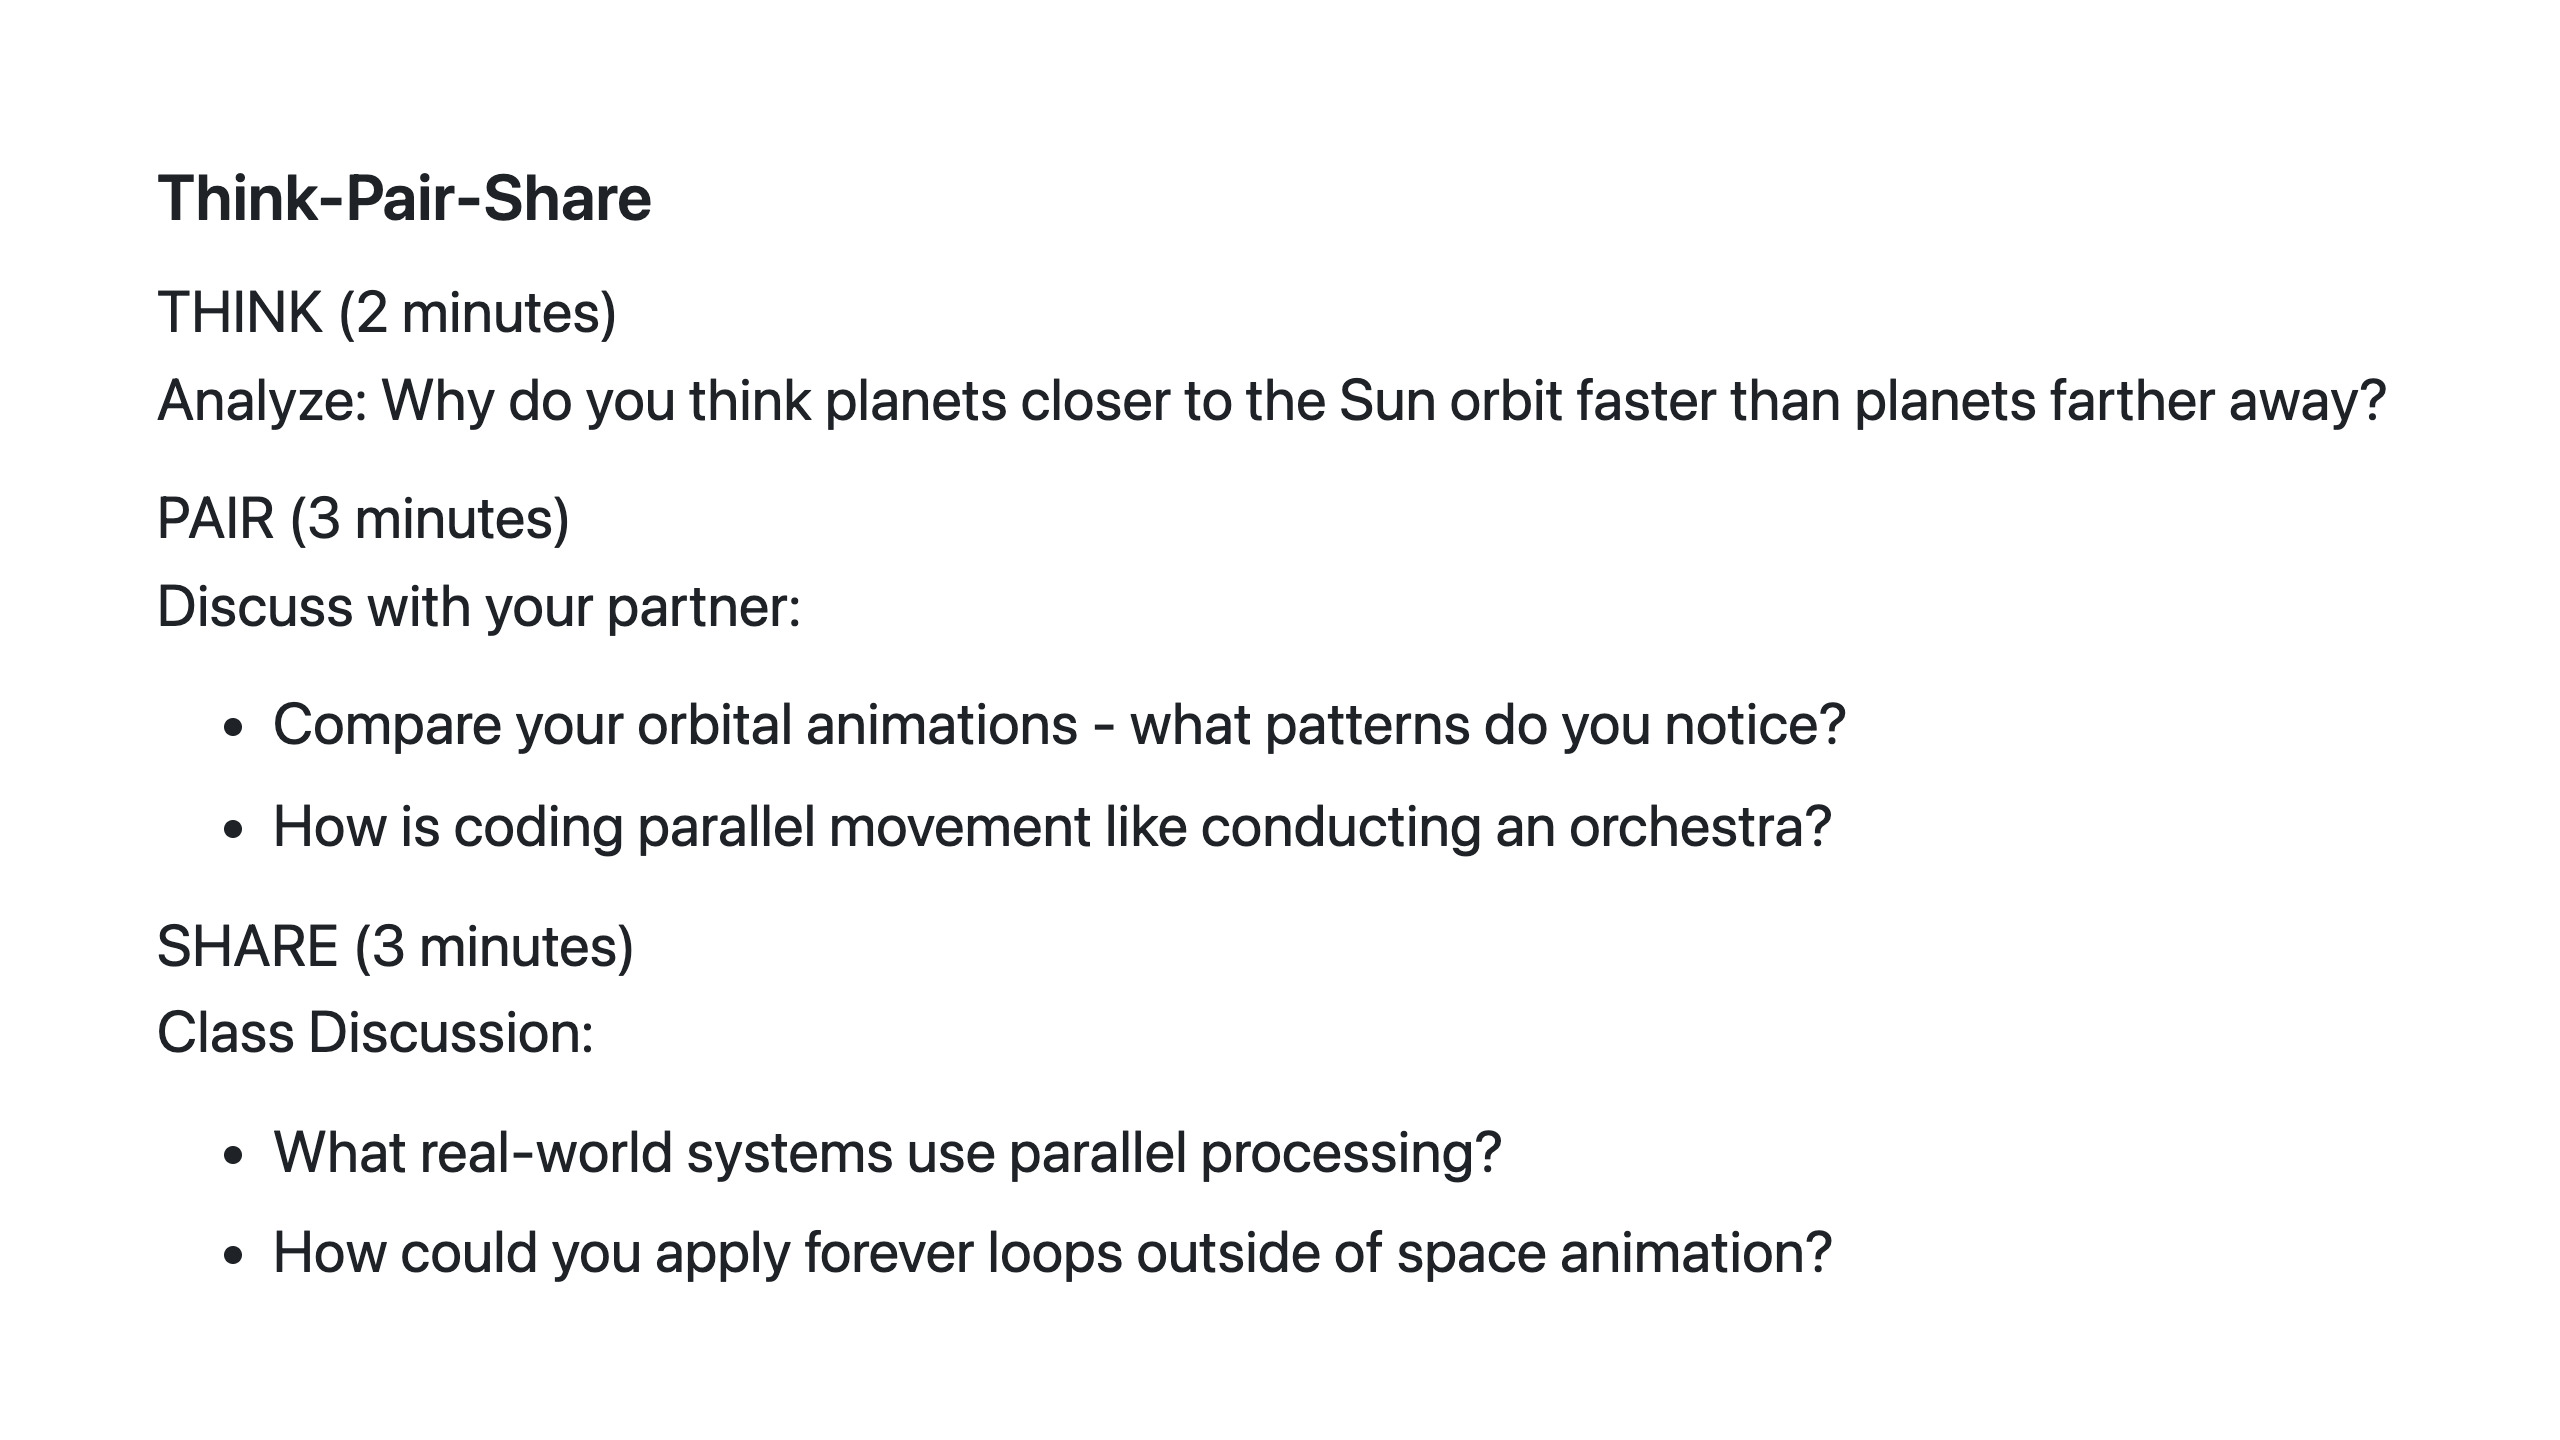 Think-Pair-Share
THINK (2 minutes)
Analyze: Why do you think planets closer to the Sun orbit faster than planets farther away?
PAIR (3 minutes)
Discuss with your partner:
• Compare your orbital animations - what patterns do you notice?
• How is coding parallel movement like conducting an orchestra?
SHARE (3 minutes)
Class Discussion:
• What real-world systems use parallel processing?
• How could you apply forever loops outside of space animation?